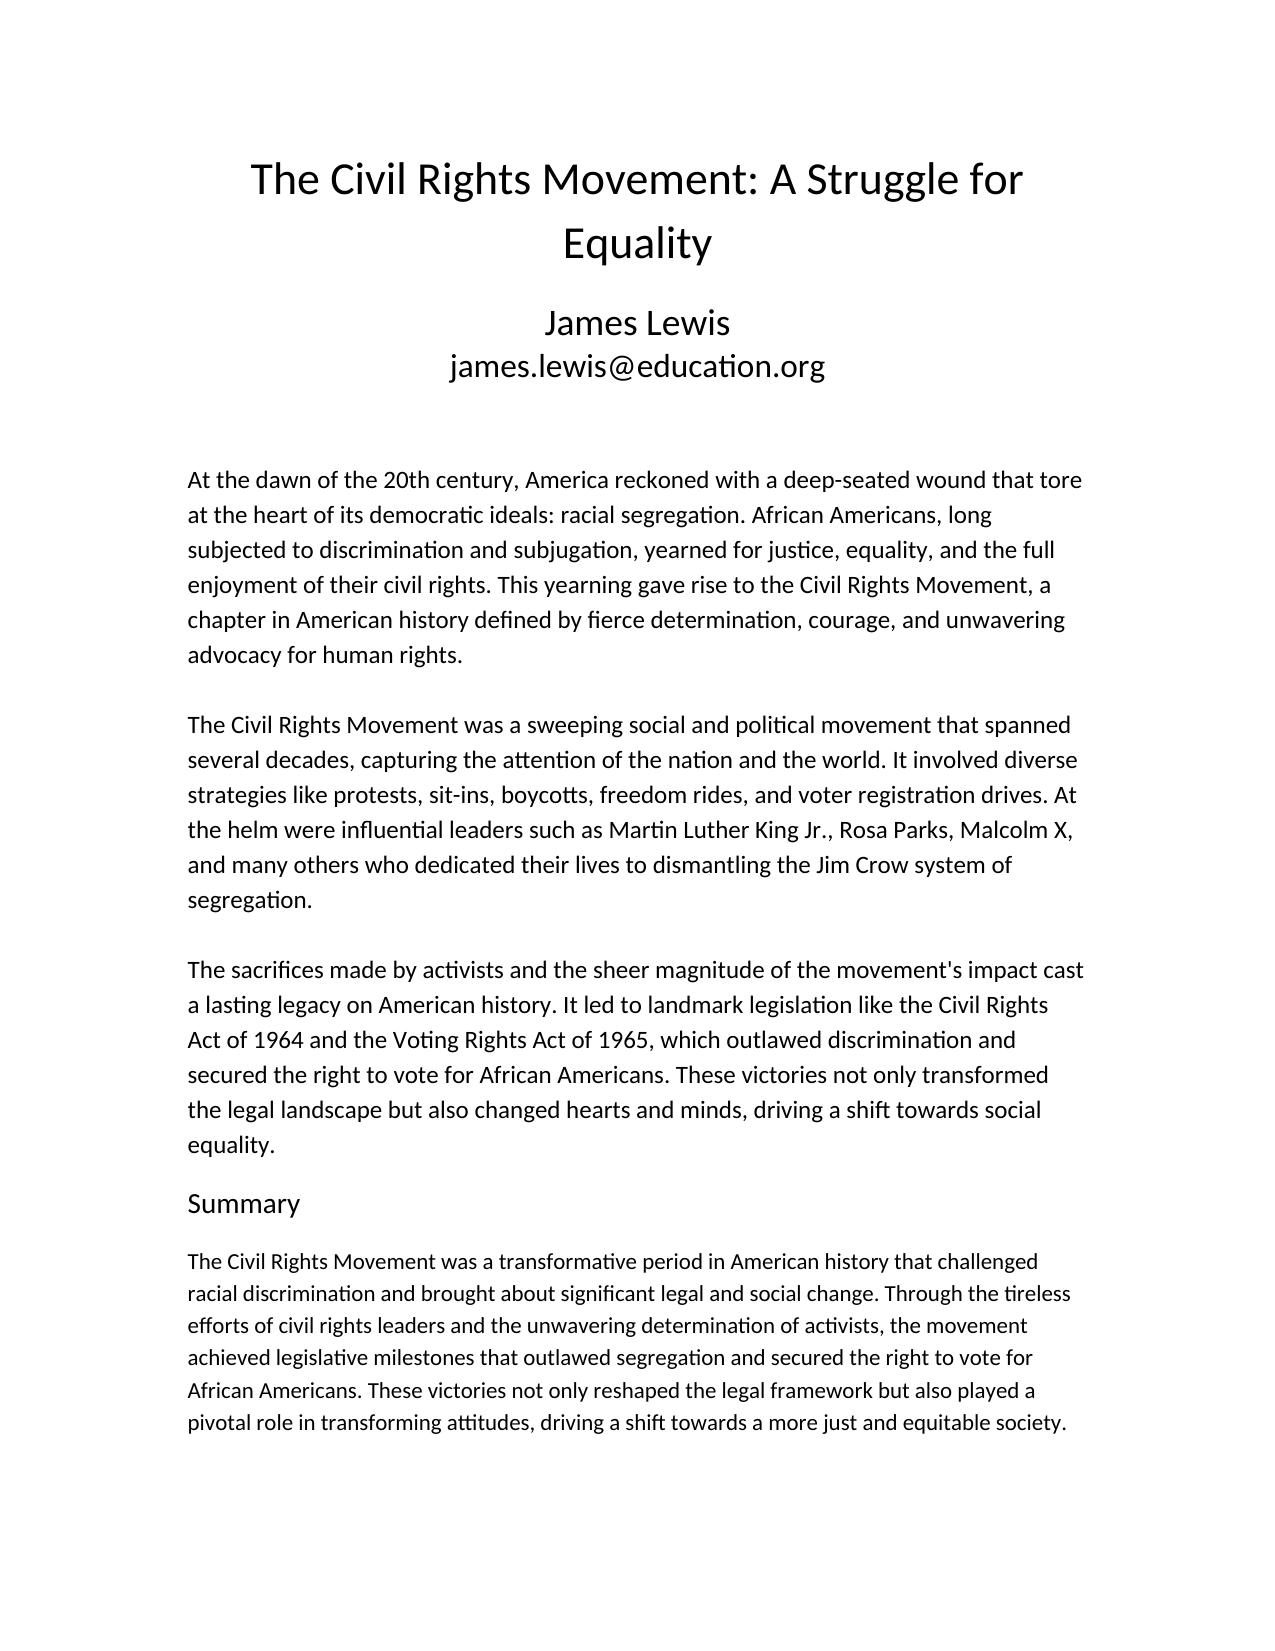 The Civil Rights Movement: A Struggle for
Equality
James Lewis
james.lewis@education.org
At the dawn of the 20th century, America reckoned with a deep-seated wound that tore
at the heart of its democratic ideals: racial segregation. African Americans, long
subjected to discrimination and subjugation, yearned for justice, equality, and the full
enjoyment of their civil rights. This yearning gave rise to the Civil Rights Movement, a
chapter in American history defined by fierce determination, courage, and unwavering
advocacy for human rights.
The Civil Rights Movement was a sweeping social and political movement that spanned
several decades, capturing the attention of the nation and the world. It involved diverse
strategies like protests, sit-ins, boycotts, freedom rides, and voter registration drives. At
the helm were influential leaders such as Martin Luther King Jr., Rosa Parks, Malcolm X,
and many others who dedicated their lives to dismantling the Jim Crow system of
segregation.
The sacrifices made by activists and the sheer magnitude of the movement's impact cast
a lasting legacy on American history. It led to landmark legislation like the Civil Rights
Act of 1964 and the Voting Rights Act of 1965, which outlawed discrimination and
secured the right to vote for African Americans. These victories not only transformed
the legal landscape but also changed hearts and minds, driving a shift towards social
equality.
Summary
The Civil Rights Movement was a transformative period in American history that challenged
racial discrimination and brought about significant legal and social change. Through the tireless
efforts of civil rights leaders and the unwavering determination of activists, the movement
achieved legislative milestones that outlawed segregation and secured the right to vote for
African Americans. These victories not only reshaped the legal framework but also played a
pivotal role in transforming attitudes, driving a shift towards a more just and equitable society.